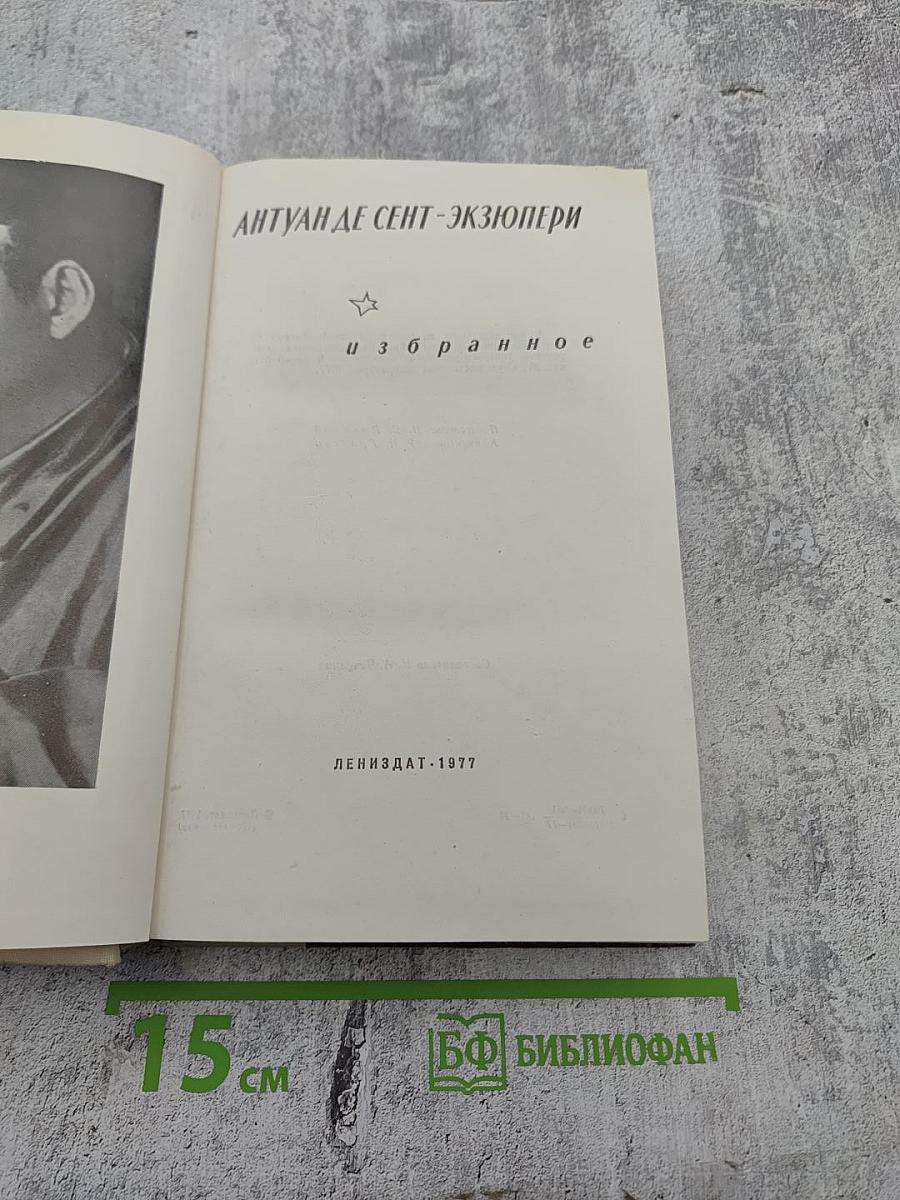 АНТУАН ДЕ СЕНТ-ЭКЗЮПЕРИ
избранное
ЛЕНИЗДАТ·1977
15 см
БФ БИБЛИОФАН